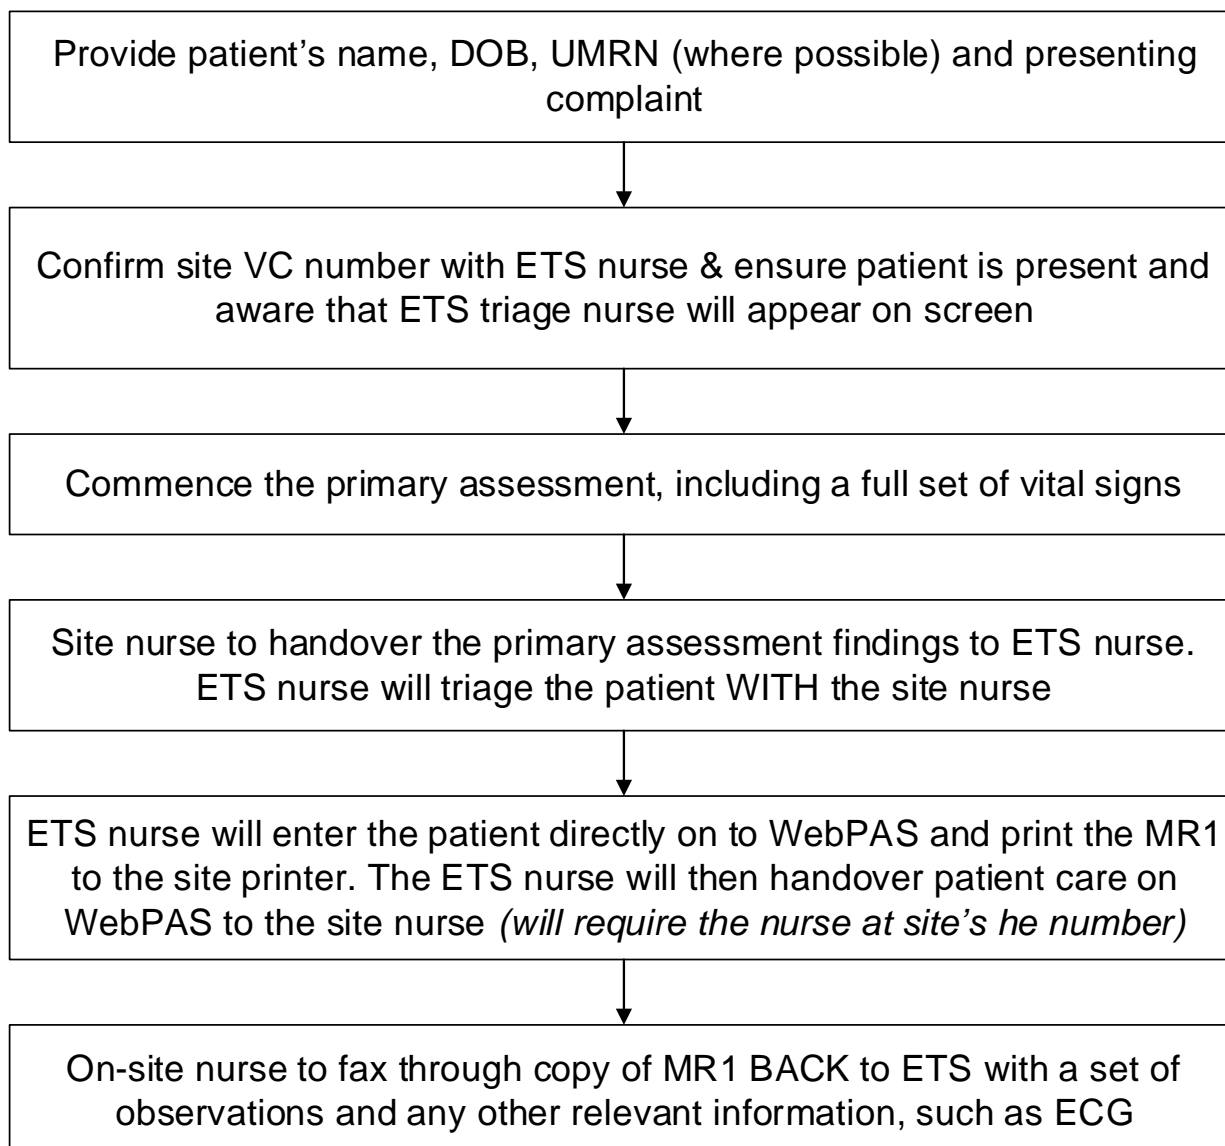 Provide patient’s name, DOB, UMRN (where possible) and presenting
complaint
Confirm site VC number with ETS nurse & ensure patient is present and
aware that ETS triage nurse will appear on screen
Commence the primary assessment, including a full set of vital signs
Site nurse to handover the primary assessment findings to ETS nurse.
ETS nurse will triage the patient WITH the site nurse
ETS nurse will enter the patient directly on to WebPAS and print the MR1
to the site printer. The ETS nurse will then handover patient care on
WebPAS to the site nurse (will require the nurse at site’s he number)
On-site nurse to fax through copy of MR1 BACK to ETS with a set of
observations and any other relevant information, such as ECG